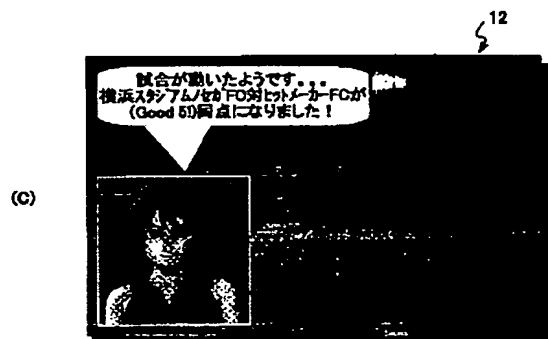 12
試合が動いたようです...
横浜スタジアム/セガFC対ヒットメーカーFCが
(Good 5!)同点になりました！
(C)